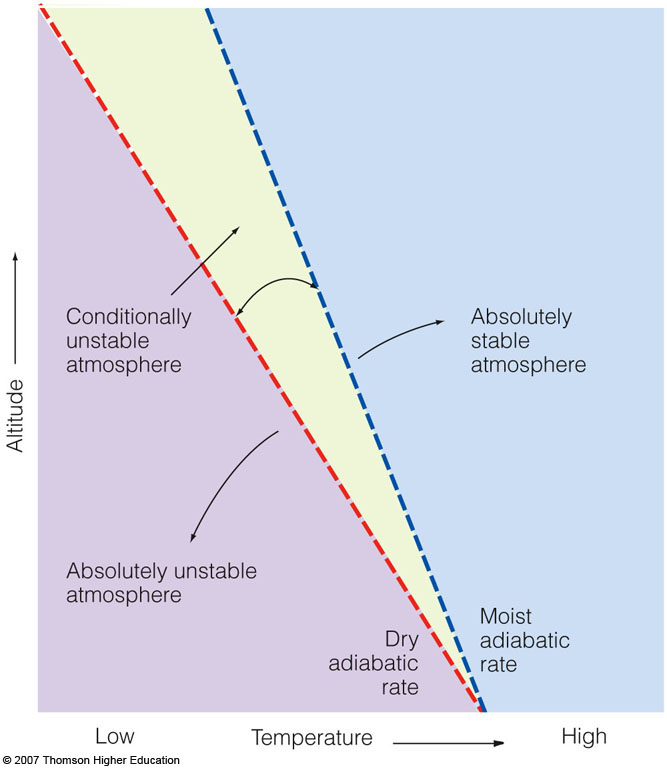 Conditionally
unstable
atmosphere
Absolutely
stable
atmosphere
Altitude
Absolutely unstable
atmosphere
Moist
adiabatic
rate
Dry
adiabatic
rate
Low
Temperature
High
© 2007 Thomson Higher Education